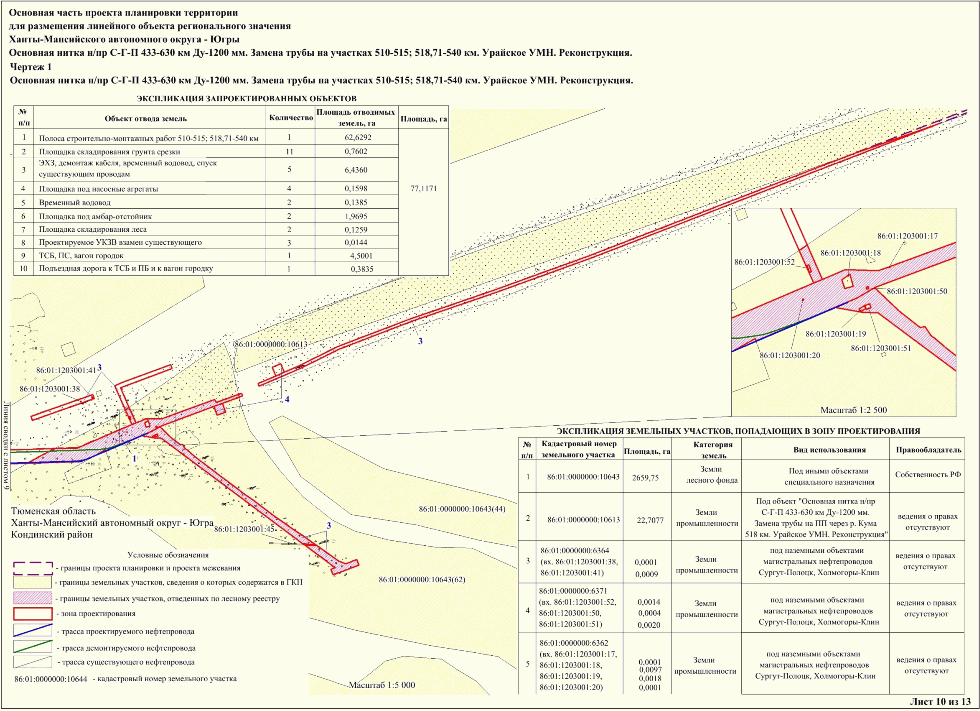 Основная часть проекта планировки территории
для размещения линейного объекта регионального значения
Ханты-Мансийского автономного округа - Югры
Основная нитка н/пр С-Г-П 433-630 км Ду-1200 мм. Замена трубы на участках 510-515; 518,71-540 км. Урайское УМН. Реконструкция.
Чертеж 1
Основная нитка н/пр С-Г-П 433-630 км Ду-1200 мм. Замена трубы на участках 510-515; 518,71-540 км. Урайское УМН. Реконструкция.
ЭКСПЛИКАЦИЯ ЗАПРОЕКТИРОВАННЫХ ОБЪЕКТОВ
№ п/п Объект отвода земель Количество Площадь отводимых земель, га Площадь, га
1 Полоса строительно-монтажных работ 510-515; 518,71-540 км 1 62,6292
2 Площадка складирования грунта срезки 11 0,7602
3 ЭХЗ, демонтаж кабеля, временный водовод, спуск
существующим проводам 5 6,4360
4 Площадка под насосные агрегаты 4 0,1598 77,1171
5 Временный водовод 2 0,1385
6 Площадка под амбар-отстойник 2 1,9695
7 Площадка складирования леса 2 0,1259
8 Проектируемое УКЗВ взамен существующего 3 0,0144
9 ТСБ, ПС, вагон городок 1 4,5001
10 Подъездная дорога к ТСБ и ПБ и к вагон городку 1 0,3835
86:01:1203001:17
86:01:1203001:18
86:01:1203001:52
86:01:1203001:50
86:01:1203001:19
86:01:1203001:51
86:01:1203001:20
Масштаб 1:2 500
86:01:0000000:10613
3
86:01:1203001:41
3
86:01:1203001:38
4
1
Линия сводки с листом 9
86:01:0000000:10643(44)
86:01:1203001:45
3
86:01:0000000:10643(62)
Тюменская область
Ханты-Мансийский автономный округ - Югра
Кондинский район
Условные обозначения
- границы проекта планировки и проекта межевания
- границы земельных участков, сведения о которых содержатся в ГКН
- границы земельных участков, отведенных по лесному реестру
- зона проектирования
- трасса проектируемого нефтепровода
- трасса демонтируемого нефтепровода
- трасса существующего нефтепровода
86:01:0000000:10644 - кадастровый номер земельного участка
Масштаб 1:5 000
ЭКСПЛИКАЦИЯ ЗЕМЕЛЬНЫХ УЧАСТКОВ, ПОПАДАЮЩИХ В ЗОНУ ПРОЕКТИРОВАНИЯ
№ п/п Кадастровый номер земельного участка Площадь, га Категория земель Вид использования Правообладатель
1 86:01:0000000:10643 2659,75 Земли лесного фонда Под иными объектами специального назначения Собственность РФ
2 86:01:0000000:10613 22,7077 Земли промышленности Под объект "Основная нитка н/пр
С-Г-П 433-630 км Ду-1200 мм.
Замена трубы на ПП через р. Кума
518 км. Урайское УМН. Реконструкция" ведения о правах отсутствуют
3 86:01:0000000:6364
(вх. 86:01:1203001:38,
86:01:1203001:41) 0,0001 0,0009 Земли промышленности под наземными объектами
магистральных нефтепроводов
Сургут-Полоцк, Холмогоры-Клин ведения о правах отсутствуют
4 86:01:0000000:6371
(вх. 86:01:1203001:52,
86:01:1203001:50,
86:01:1203001:51) 0,0014 0,0004 0,0020 Земли промышленности под наземными объектами
магистральных нефтепроводов
Сургут-Полоцк, Холмогоры-Клин ведения о правах отсутствуют
5 86:01:0000000:6362
(вх. 86:01:1203001:17,
86:01:1203001:18,
86:01:1203001:19,
86:01:1203001:20) 0,0001 0,0097 0,0018 0,0001 Земли промышленности под наземными объектами
магистральных нефтепроводов
Сургут-Полоцк, Холмогоры-Клин ведения о правах отсутствуют
Лист 10 из 13